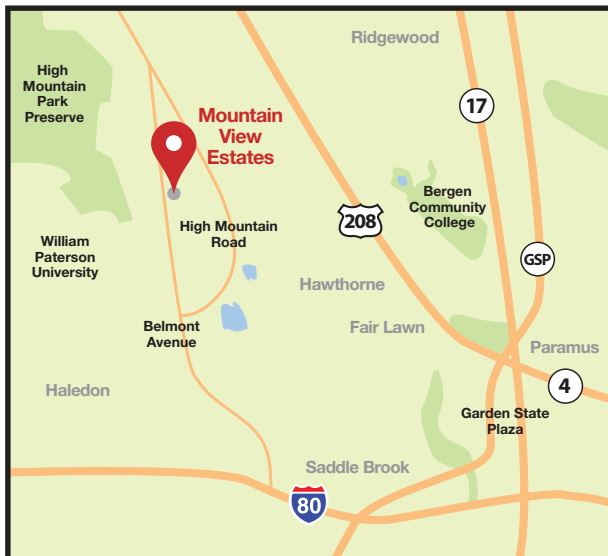 Ridgewood
High
Mountain
Park
Preserve
17
Mountain
View
Estates
Bergen
Community
College
208
High Mountain
Road
William
Paterson
University
GSP
Hawthorne
Belmont
Avenue
Fair Lawn
Paramus
4
Haledon
Garden State
Plaza
Saddle Brook
80